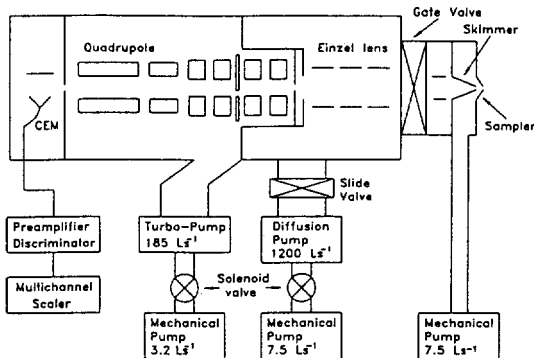 Gate Valve
Skimmer
Quadrupole
Einzel lens
CEM
Sampler
Slide
Valve
Preamplifier
Discriminator
Turbo-Pump
185 Ls⁻¹
Diffusion
Pump
1200 Ls⁻¹
Multichannel
Scaler
Solenoid
valve
Mechanical
Pump
3.2 Ls⁻¹
Mechanical
Pump
7.5 Ls⁻¹
Mechanical
Pump
7.5 Ls⁻¹